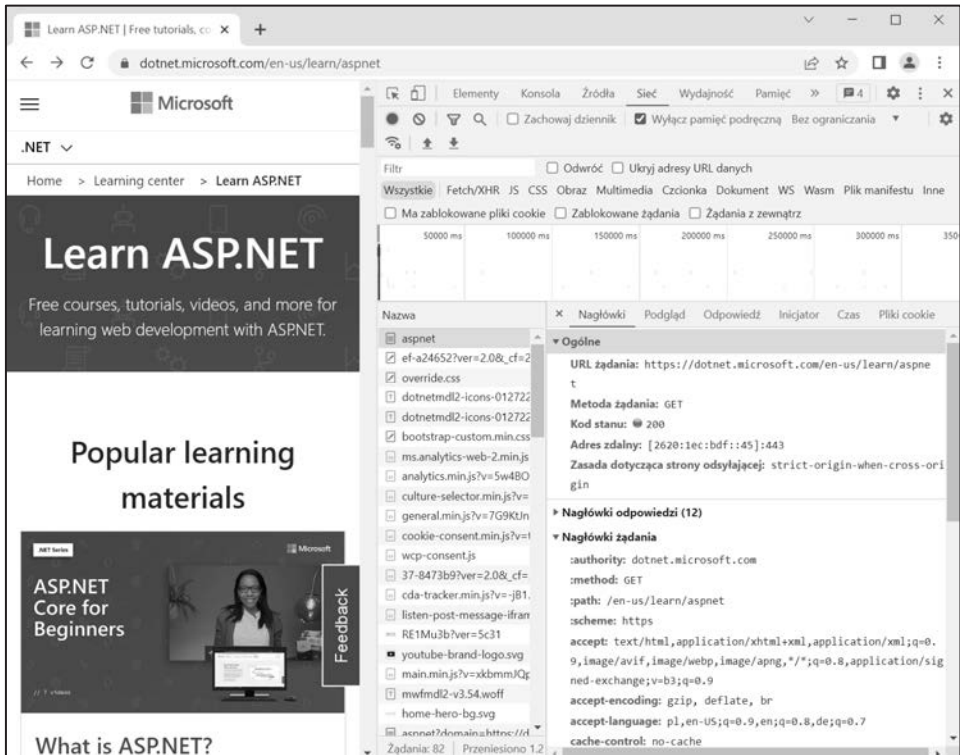 Learn ASP.NET | Free tutorials, co
dotnet.microsoft.com/en-us/learn/aspnet
Microsoft
.NET
Home > Learning center > Learn ASP.NET
Learn ASP.NET
Free courses, tutorials, videos, and more for
learning web development with ASP.NET.
Popular learning
materials
.NET Series
Microsoft
ASP.NET
Core for
Beginners
// 7 videos
Feedback
What is ASP.NET?
Elementy Konsola Źródła Sieć Wydajność Pamięć » 4
Zachowaj dziennik Wyłącz pamięć podręczną Bez ograniczania
Filtr Odwróć Ukryj adresy URL danych
Wszystkie Fetch/XHR JS CSS Obraz Multimedia Czcionka Dokument WS Wasm Plik manifestu Inne
Ma zablokowane pliki cookie Zablokowane żądania Żądania z zewnątrz
50000 ms 100000 ms 150000 ms 200000 ms 250000 ms 300000 ms 350
Nazwa
aspnet
ef-a24652?ver=2.0&_cf=2
override.css
dotnetmdl2-icons-012722
dotnetmdl2-icons-012722
bootstrap-custom.min.css
ms.analytics-web-2.min.js
analytics.min.js?v=5w4BO
culture-selector.min.js?v=
general.min.js?v=7G9KtJn
cookie-consent.min.js?v=t
wcp-consent.js
37-8473b9?ver=2.0&_cf=
cda-tracker.min.js?v=-jB1.
listen-post-message-ifram
RE1Mu3b?ver=5c31
youtube-brand-logo.svg
main.min.js?v=xkbmmJQp
mwfmdl2-v3.54.woff
home-hero-bg.svg
aspnet?domain=https://d
Żądania: 82 Przeniesiono 1.2
Nagłówki Podgląd Odpowiedź Inicjator Czas Pliki cookie
Ogólne
URL żądania: https://dotnet.microsoft.com/en-us/learn/aspne
t
Metoda żądania: GET
Kod stanu: 200
Adres zdalny: [2620:1ec:bdf::45]:443
Zasada dotycząca strony odsyłającej: strict-origin-when-cross-ori
gin
Nagłówki odpowiedzi (12)
Nagłówki żądania
:authority: dotnet.microsoft.com
:method: GET
:path: /en-us/learn/aspnet
:scheme: https
accept: text/html,application/xhtml+xml,application/xml;q=0.
9,image/avif,image/webp,image/apng,*/*;q=0.8,application/sig
ned-exchange;v=b3;q=0.9
accept-encoding: gzip, deflate, br
accept-language: pl,en-US;q=0.9,en;q=0.8,de;q=0.7
cache-control: no-cache